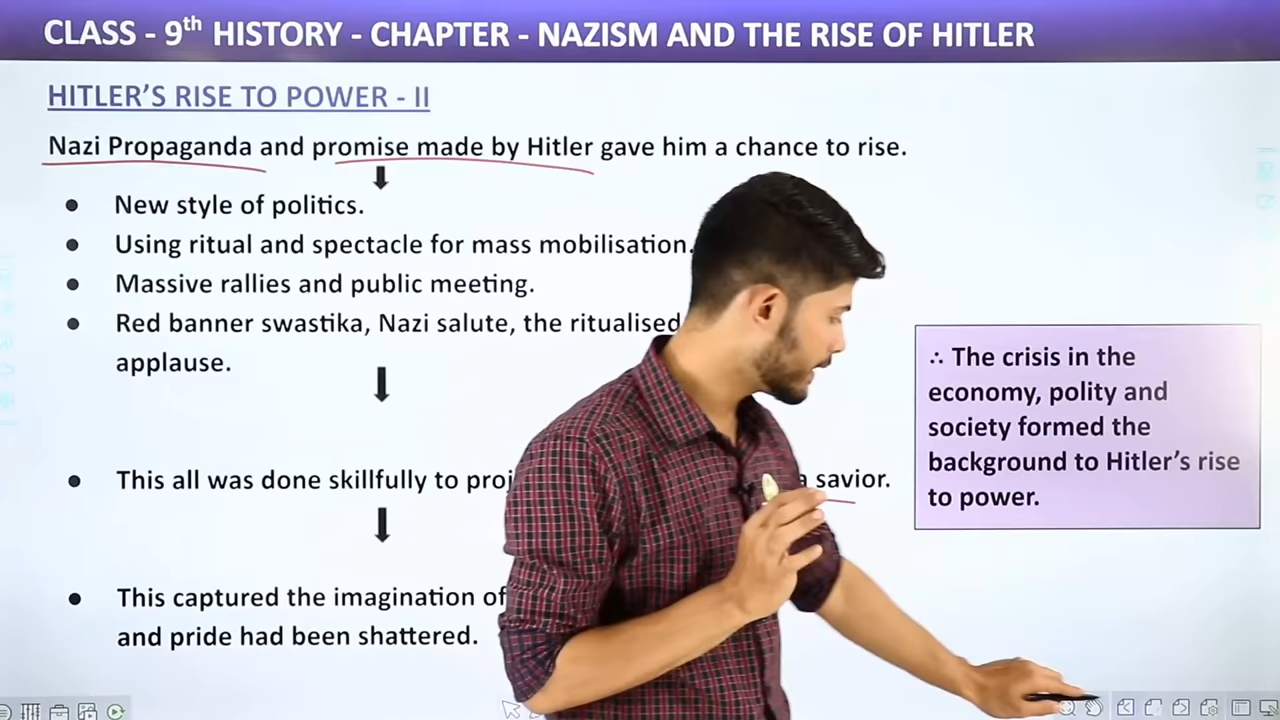 CLASS - 9th HISTORY - CHAPTER - NAZISM AND THE RISE OF HITLER
HITLER'S RISE TO POWER - II
Nazi Propaganda and promise made by Hitler gave him a chance to rise.
● New style of politics.
● Using ritual and spectacle for mass mobilisation.
● Massive rallies and public meeting.
● Red banner swastika, Nazi salute, the ritualised
applause.
∴ The crisis in the
economy, polity and
society formed the
background to Hitler's rise
to power.
● This all was done skillfully to a savior.
● This captured the imagination of
and pride had been shattered.